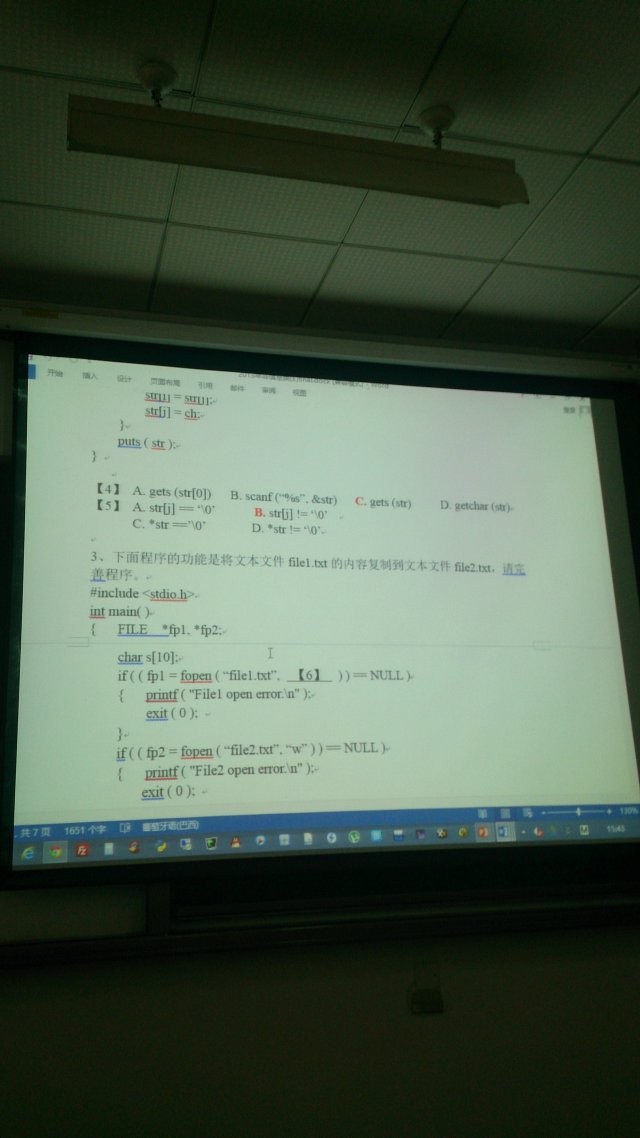 开始 插入 设计 页面布局 引用 邮件 审阅 视图
str[i] = str[j];
str[j] = ch;
}
puts ( str );
}
【4】 A. gets (str[0]) B. scanf (“%s”, &str) C. gets (str) D. getchar (str)
【5】 A. str[j] == ‘\0’ B. str[j] != ‘\0’
C. *str ==’\0’ D. *str != ‘\0’
3、下面程序的功能是将文本文件 file1.txt 的内容复制到文本文件 file2.txt，请完
善程序。
#include <stdio.h>
int main( )
{ FILE *fp1, *fp2;
char s[10];
if ( ( fp1 = fopen ( “file1.txt”, 【6】 ) ) == NULL )
{ printf ( "File1 open error.\n" );
exit ( 0 );
}
if ( ( fp2 = fopen ( “file2.txt”, “w” ) ) == NULL )
{ printf ( "File2 open error.\n" );
exit ( 0 );
共 7 页 1651 个字 葡萄牙语(巴西) 130%
15:43